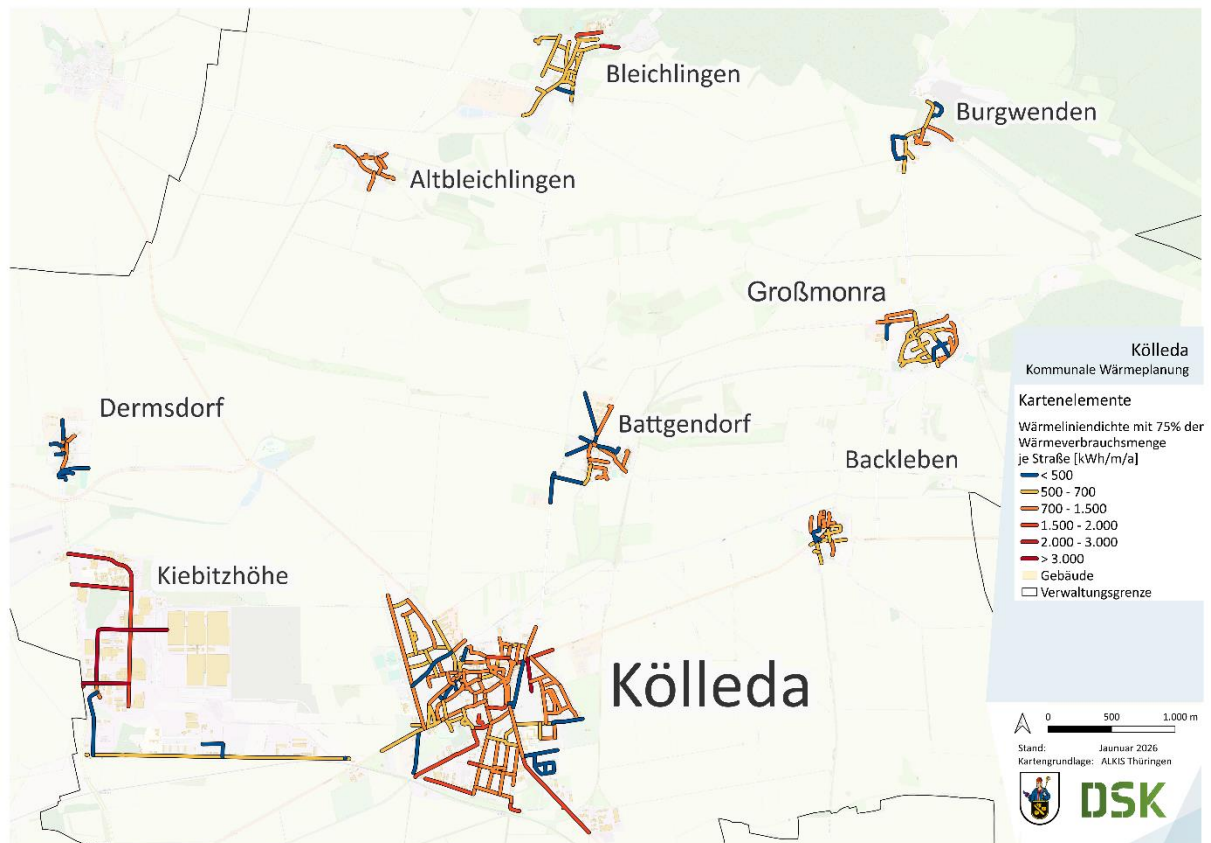 Bleichlingen
Burgwenden
Altbleichlingen
Großmonra
Dermsdorf
Battgendorf
Backleben
Kiebitzhöhe
Kölleda
Kölleda
Kommunale Wärmeplanung
Kartenelemente
Wärmeliniendichte mit 75% der
Wärmeverbrauchsmenge
je Straße [kWh/m/a]
< 500
500 - 700
700 - 1.500
1.500 - 2.000
2.000 - 3.000
> 3.000
Gebäude
Verwaltungsgrenze
0 500 1.000 m
Stand: Jaunuar 2026
Kartengrundlage: ALKIS Thüringen
DSK